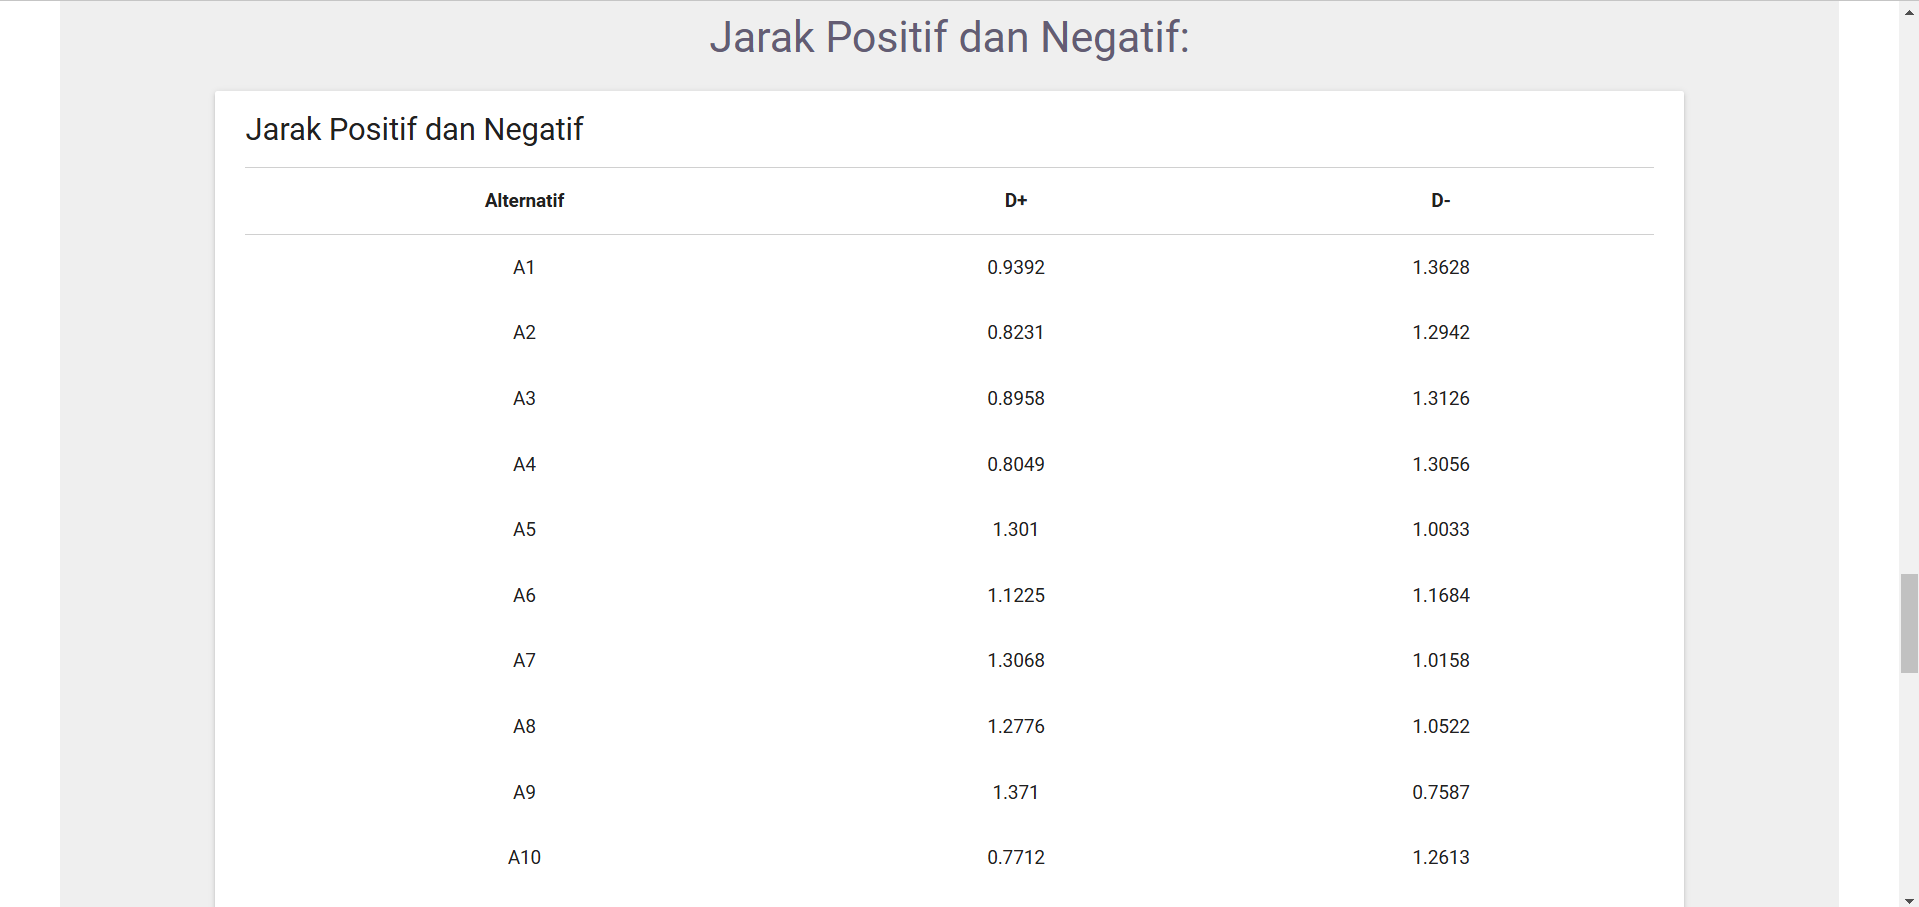 Jarak Positif dan Negatif:
Jarak Positif dan Negatif
Alternatif D+ D-
A1 0.9392 1.3628
A2 0.8231 1.2942
A3 0.8958 1.3126
A4 0.8049 1.3056
A5 1.301 1.0033
A6 1.1225 1.1684
A7 1.3068 1.0158
A8 1.2776 1.0522
A9 1.371 0.7587
A10 0.7712 1.2613